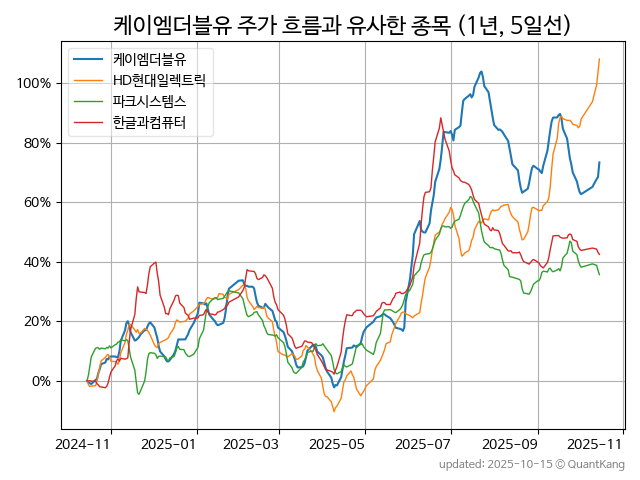 케이엠더블유 주가 흐름과 유사한 종목 (1년, 5일선)
케이엠더블유
HD현대일렉트릭
파크시스템스
한글과컴퓨터
100%
80%
60%
40%
20%
0%
2024-11 2025-01 2025-03 2025-05 2025-07 2025-09 2025-11
updated: 2025-10-15 © QuantKang